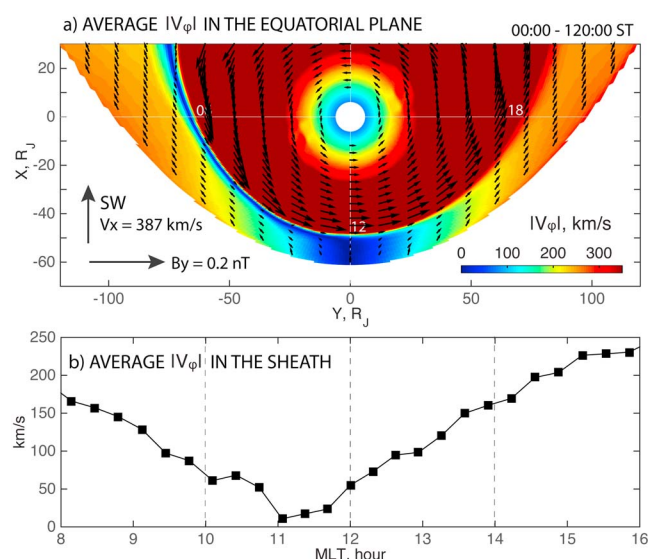 a) AVERAGE |Vφ| IN THE EQUATORIAL PLANE 00:00 - 120:00 ST
20
0
-20
-40
-60
X, RJ
0
18
12
SW
Vx = 387 km/s
By = 0.2 nT
|Vφ|, km/s
0 100 200 300
-100 -50 0 50 100
Y, RJ
b) AVERAGE |Vφ| IN THE SHEATH
250
200
150
100
50
0
km/s
8 9 10 11 12 13 14 15 16
MLT, hour